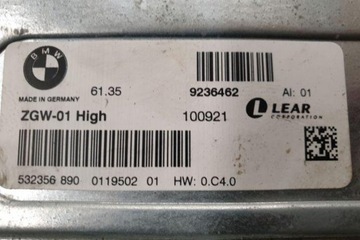 BMW
61.35 9236462 AI: 01
MADE IN GERMANY
ZGW-01 High 100921 LEAR
CORPORATION
532356 890 0119502 01 HW: 0.C4.0